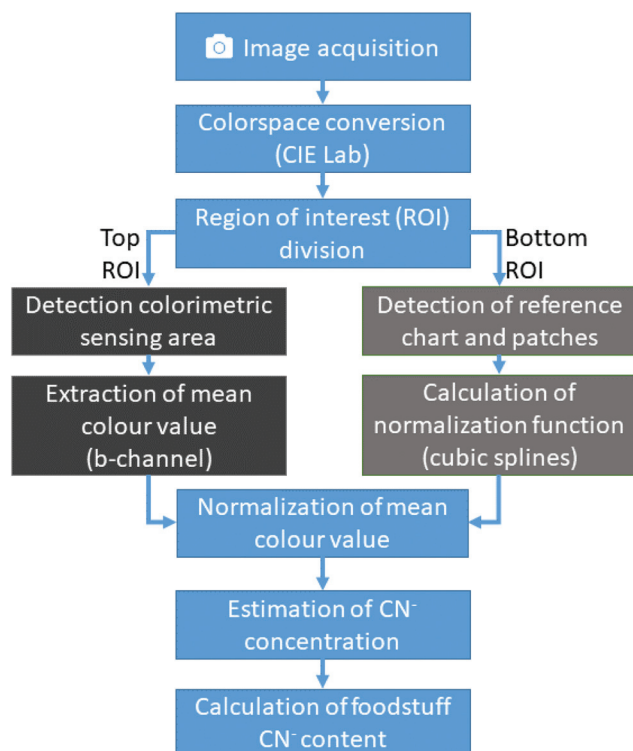 Image acquisition
Colorspace conversion
(CIE Lab)
Region of interest (ROI)
division
Top
ROI
Bottom
ROI
Detection colorimetric
sensing area
Detection of reference
chart and patches
Extraction of mean
colour value
(b-channel)
Calculation of
normalization function
(cubic splines)
Normalization of mean
colour value
Estimation of CN⁻
concentration
Calculation of foodstuff
CN⁻ content